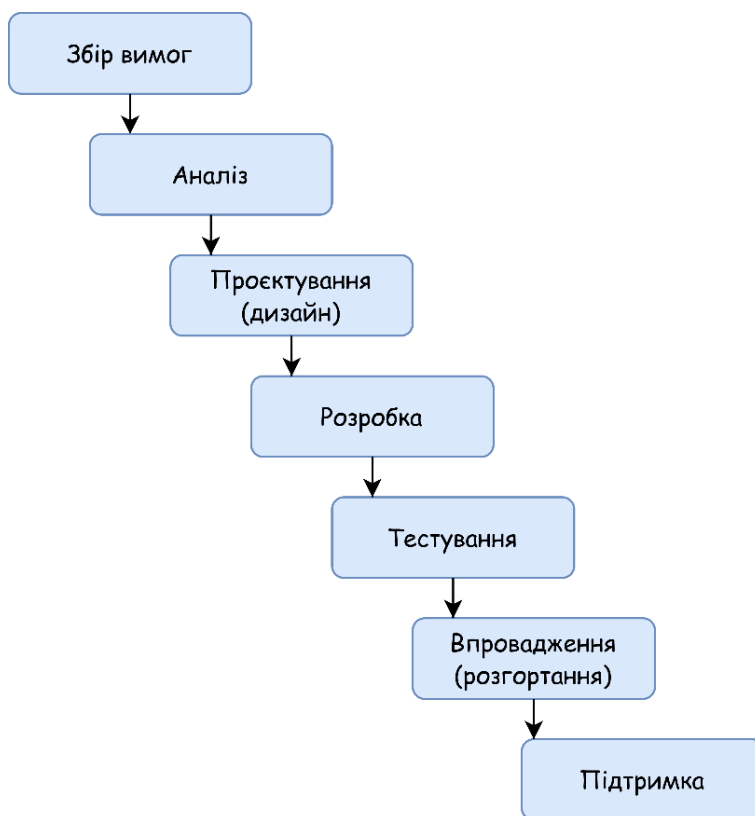 Збір вимог
Аналіз
Проєктування
(дизайн)
Розробка
Тестування
Впровадження
(розгортання)
Підтримка